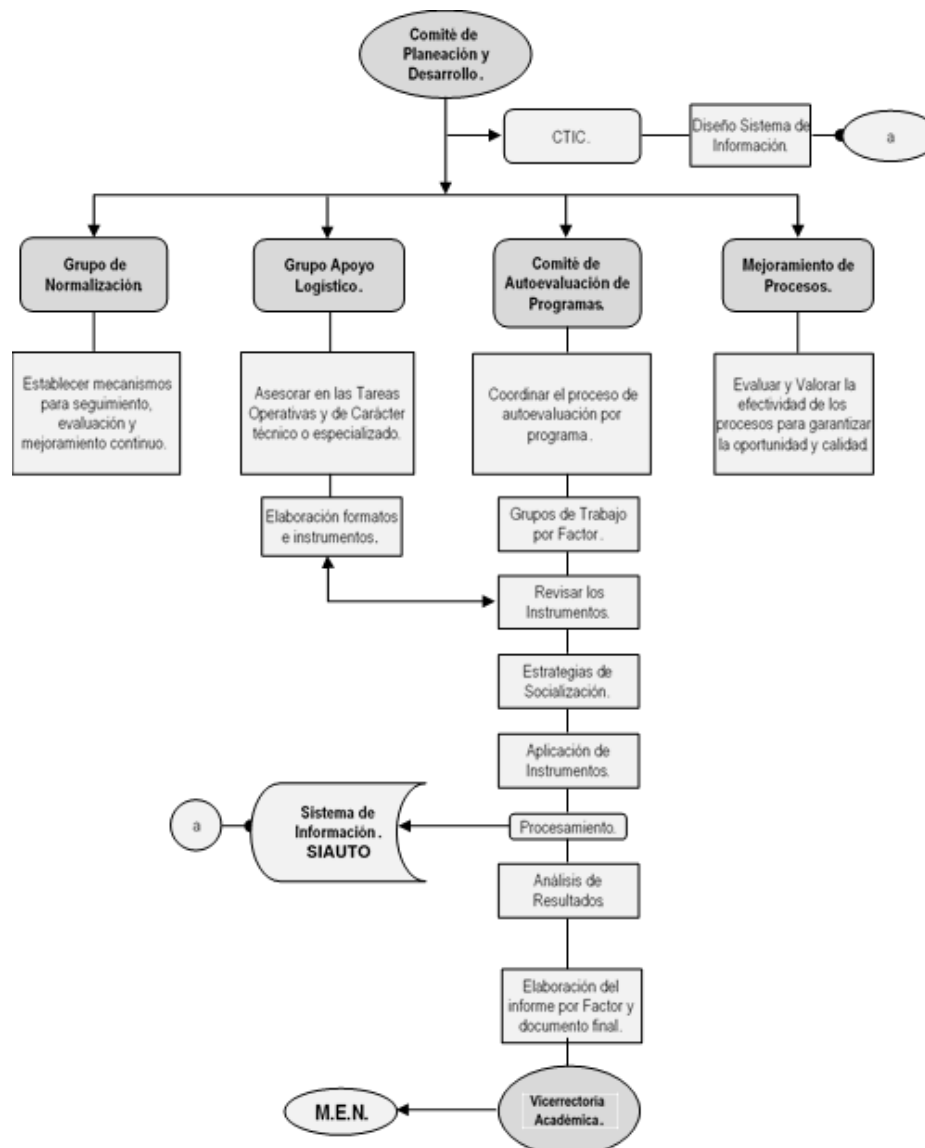 Comité de
Planeación y
Desarrollo.
CTIC.
Diseño Sistema de
Información.
a
Grupo de
Normalización.
Grupo Apoyo
Logístico.
Comité de
Autoevaluación de
Programas.
Mejoramiento de
Procesos.
Establecer mecanismos
para seguimiento,
evaluación y
mejoramiento continuo.
Asesorar en las Tareas
Operativas y de Carácter
técnico o especializado.
Coordinar el proceso de
autoevaluación por
programa.
Evaluar y Valorar la
efectividad de los
procesos para garantizar
la oportunidad y calidad.
Elaboración formatos
e instrumentos.
Grupos de Trabajo
por Factor.
Revisar los
Instrumentos.
Estrategias de
Socialización.
Aplicación de
Instrumentos.
a
Sistema de
Información.
SIAUTO
Procesamiento.
Análisis de
Resultados
Elaboración del
informe por Factor y
documento final.
M.E.N.
Vicerrectoria
Académica.